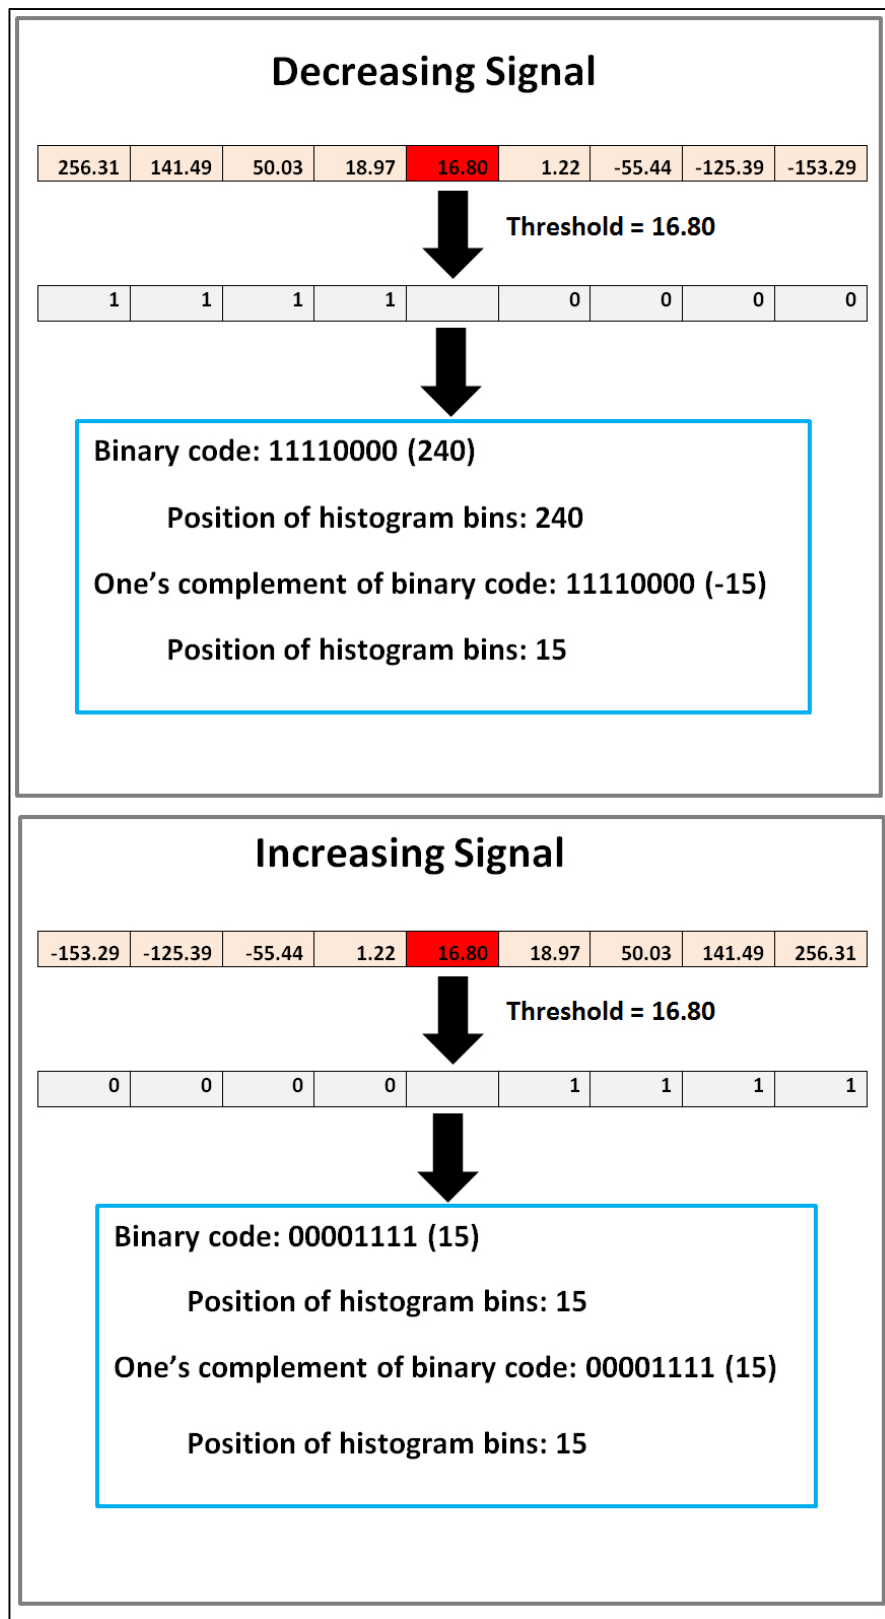 Decreasing Signal
256.31 141.49 50.03 18.97 16.80 1.22 -55.44 -125.39 -153.29
Threshold = 16.80
1 1 1 1 0 0 0 0
Binary code: 11110000 (240)
Position of histogram bins: 240
One's complement of binary code: 11110000 (-15)
Position of histogram bins: 15
Increasing Signal
-153.29 -125.39 -55.44 1.22 16.80 18.97 50.03 141.49 256.31
Threshold = 16.80
0 0 0 0 1 1 1 1
Binary code: 00001111 (15)
Position of histogram bins: 15
One's complement of binary code: 00001111 (15)
Position of histogram bins: 15